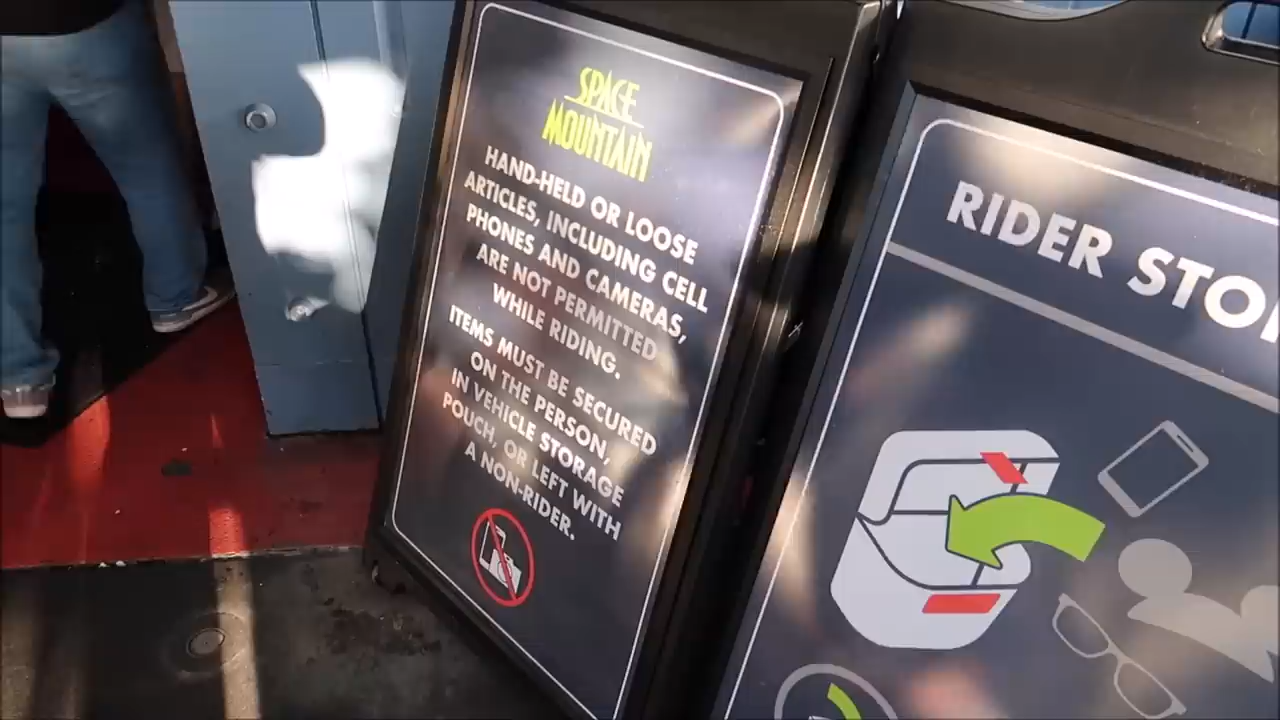 SPACE
MOUNTAIN
HAND-HELD OR LOOSE
ARTICLES, INCLUDING CELL
PHONES AND CAMERAS,
ARE NOT PERMITTED
WHILE RIDING.
ITEMS MUST BE SECURED
ON THE PERSON,
IN VEHICLE STORAGE
POUCH, OR LEFT WITH
A NON-RIDER.
RIDER STO